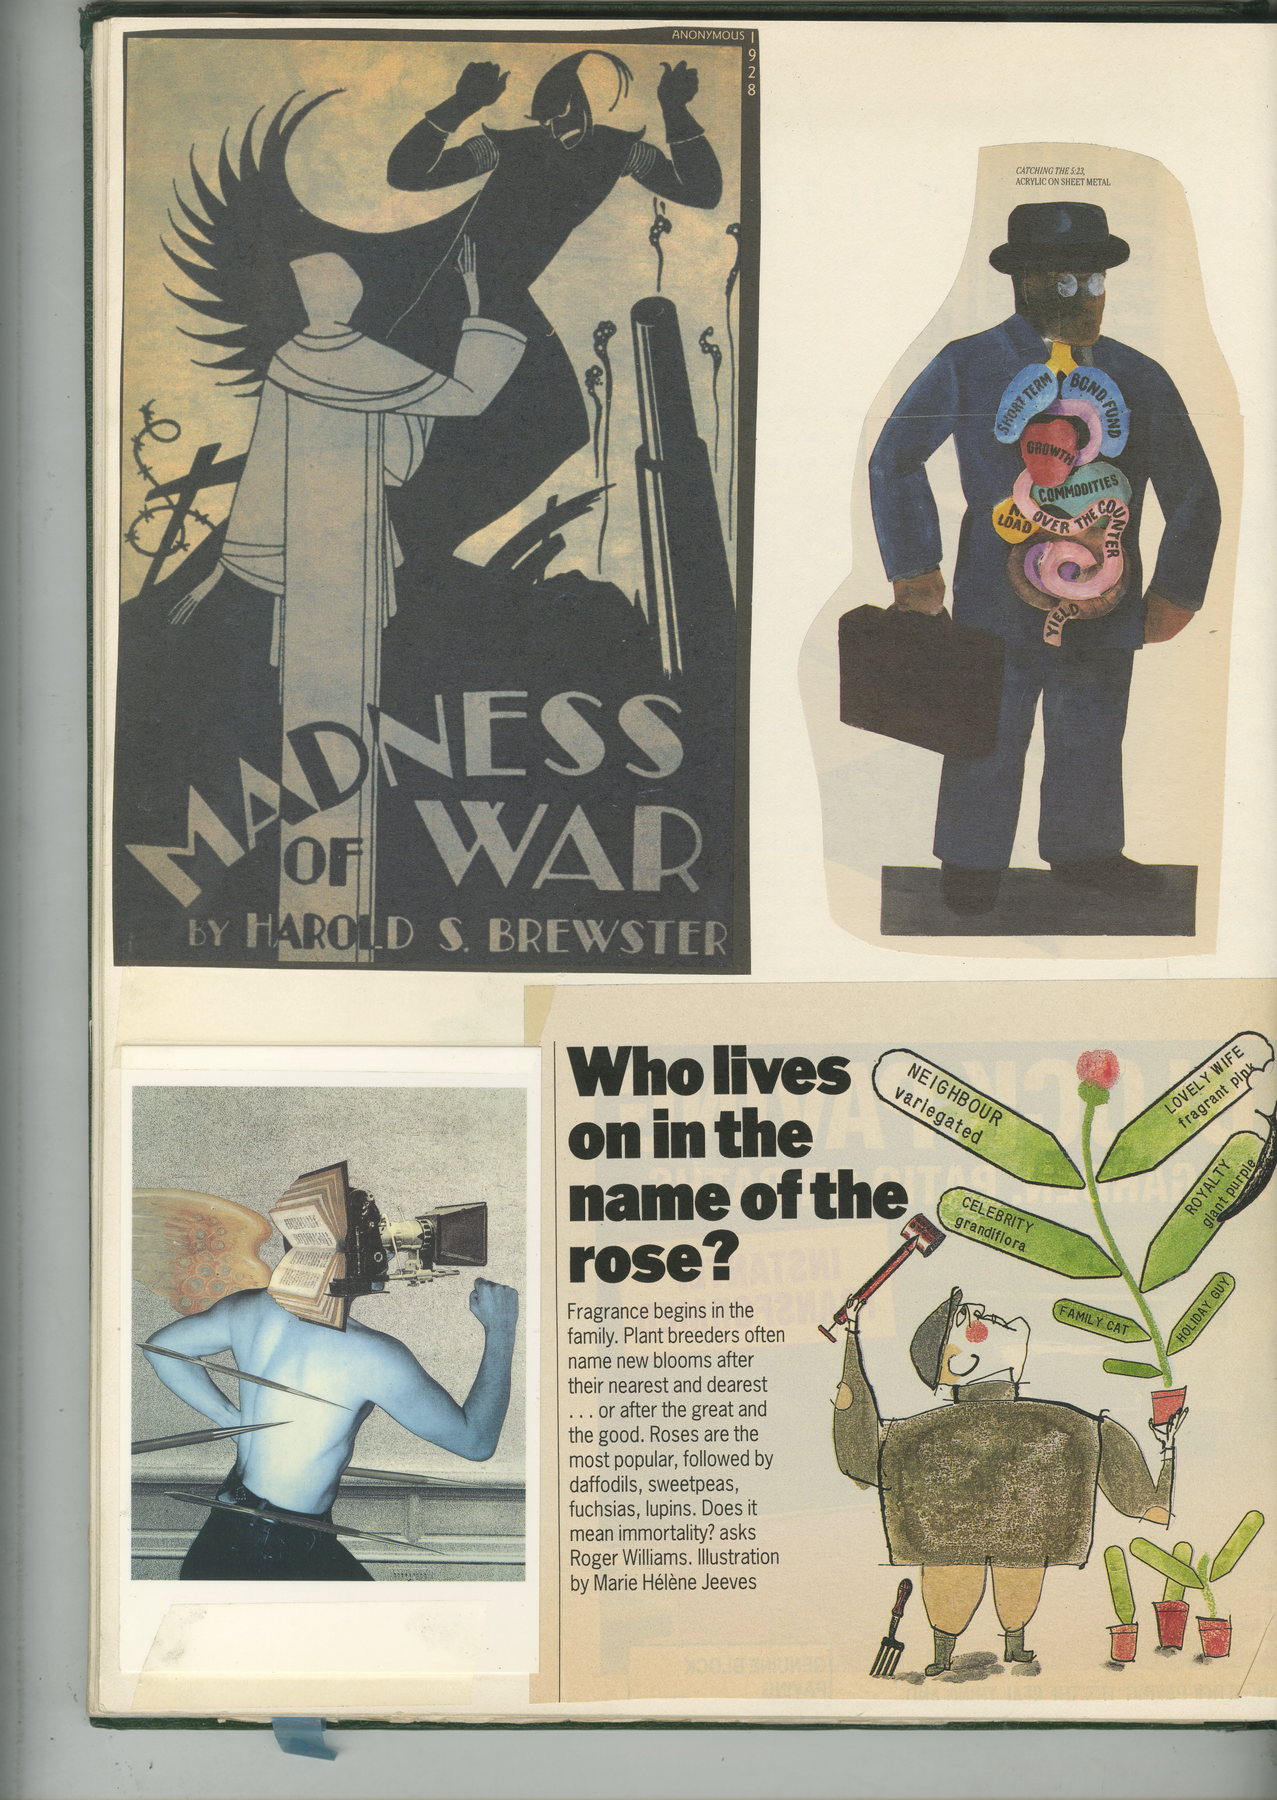 ANONYMOUS
1928
MADNESS
OF WAR
BY HAROLD S. BREWSTER
CATCHING THE 5:23,
ACRYLIC ON SHEET METAL
SHORT TERM
BOND FUND
GROWTH
COMMODITIES
NO
LOAD
OVER THE COUNTER
YIELD
Who lives
on in the
name of the
rose?
Fragrance begins in the
family. Plant breeders often
name new blooms after
their nearest and dearest
. . . or after the great and
the good. Roses are the
most popular, followed by
daffodils, sweetpeas,
fuchsias, lupins. Does it
mean immortality? asks
Roger Williams. Illustration
by Marie Hélène Jeeves
NEIGHBOUR
variegated
LOVELY WIFE
fragrant pink
ROYALTY
giant purple
CELEBRITY
grandiflora
FAMILY CAT
HOLIDAY GUY